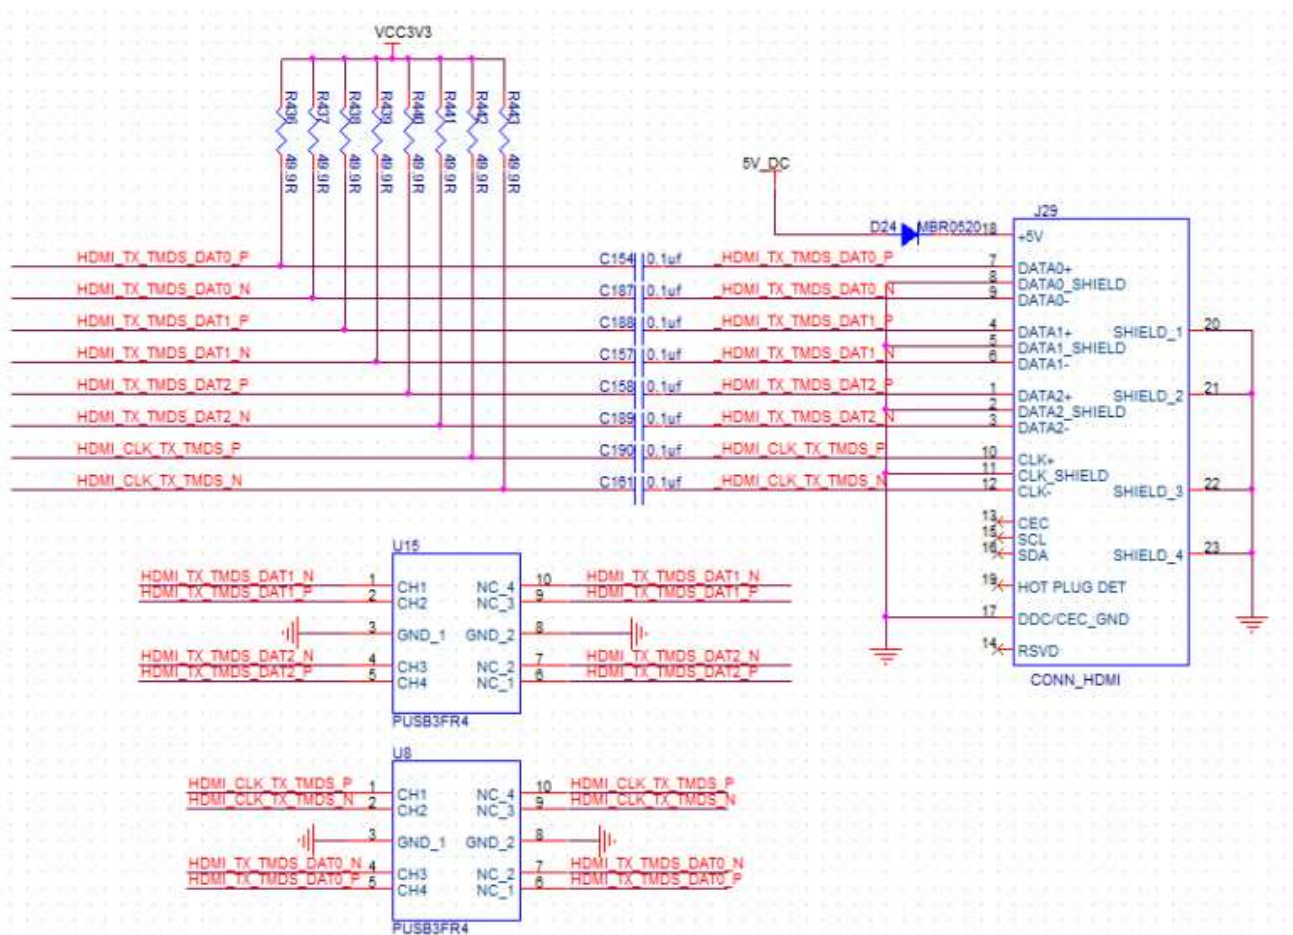 VCC3V3
R436 R437 R438 R439 R440 R441 R442 R443
49.9R 49.9R 49.9R 49.9R 49.9R 49.9R 49.9R 49.9R
5V_DC
J29
D24 MBR0520 18 +5V
HDMI_TX_TMDS_DAT0_P C154 0.1uf _HDMI_TX_TMDS_DAT0_P 7 DATA0+
8 DATA0_SHIELD
HDMI_TX_TMDS_DAT0_N C187 0.1uf _HDMI_TX_TMDS_DAT0_N 9 DATA0-
HDMI_TX_TMDS_DAT1_P C188 0.1uf _HDMI_TX_TMDS_DAT1_P 4 DATA1+ SHIELD_1 20
5 DATA1_SHIELD
HDMI_TX_TMDS_DAT1_N C157 0.1uf _HDMI_TX_TMDS_DAT1_N 6 DATA1-
HDMI_TX_TMDS_DAT2_P C158 0.1uf _HDMI_TX_TMDS_DAT2_P 1 DATA2+ SHIELD_2 21
2 DATA2_SHIELD
HDMI_TX_TMDS_DAT2_N C189 0.1uf _HDMI_TX_TMDS_DAT2_N 3 DATA2-
HDMI_CLK_TX_TMDS_P C190 0.1uf _HDMI_CLK_TX_TMDS_P 10 CLK+
11 CLK_SHIELD
HDMI_CLK_TX_TMDS_N C161 0.1uf _HDMI_CLK_TX_TMDS_N 12 CLK- SHIELD_3 22
13 CEC
15 SCL
16 SDA SHIELD_4 23
19 HOT PLUG DET
17 DDC/CEC_GND
14 RSVD
CONN_HDMI
U15
HDMI_TX_TMDS_DAT1_N 1 CH1 NC_4 10 HDMI_TX_TMDS_DAT1_N
HDMI_TX_TMDS_DAT1_P 2 CH2 NC_3 9 HDMI_TX_TMDS_DAT1_P
3 GND_1 GND_2 8
HDMI_TX_TMDS_DAT2_N 4 CH3 NC_2 7 HDMI_TX_TMDS_DAT2_N
HDMI_TX_TMDS_DAT2_P 5 CH4 NC_1 6 HDMI_TX_TMDS_DAT2_P
PUSB3FR4
U8
HDMI_CLK_TX_TMDS_P 1 CH1 NC_4 10 HDMI_CLK_TX_TMDS_P
HDMI_CLK_TX_TMDS_N 2 CH2 NC_3 9 HDMI_CLK_TX_TMDS_N
3 GND_1 GND_2 8
HDMI_TX_TMDS_DAT0_N 4 CH3 NC_2 7 HDMI_TX_TMDS_DAT0_N
HDMI_TX_TMDS_DAT0_P 5 CH4 NC_1 6 HDMI_TX_TMDS_DAT0_P
PUSB3FR4